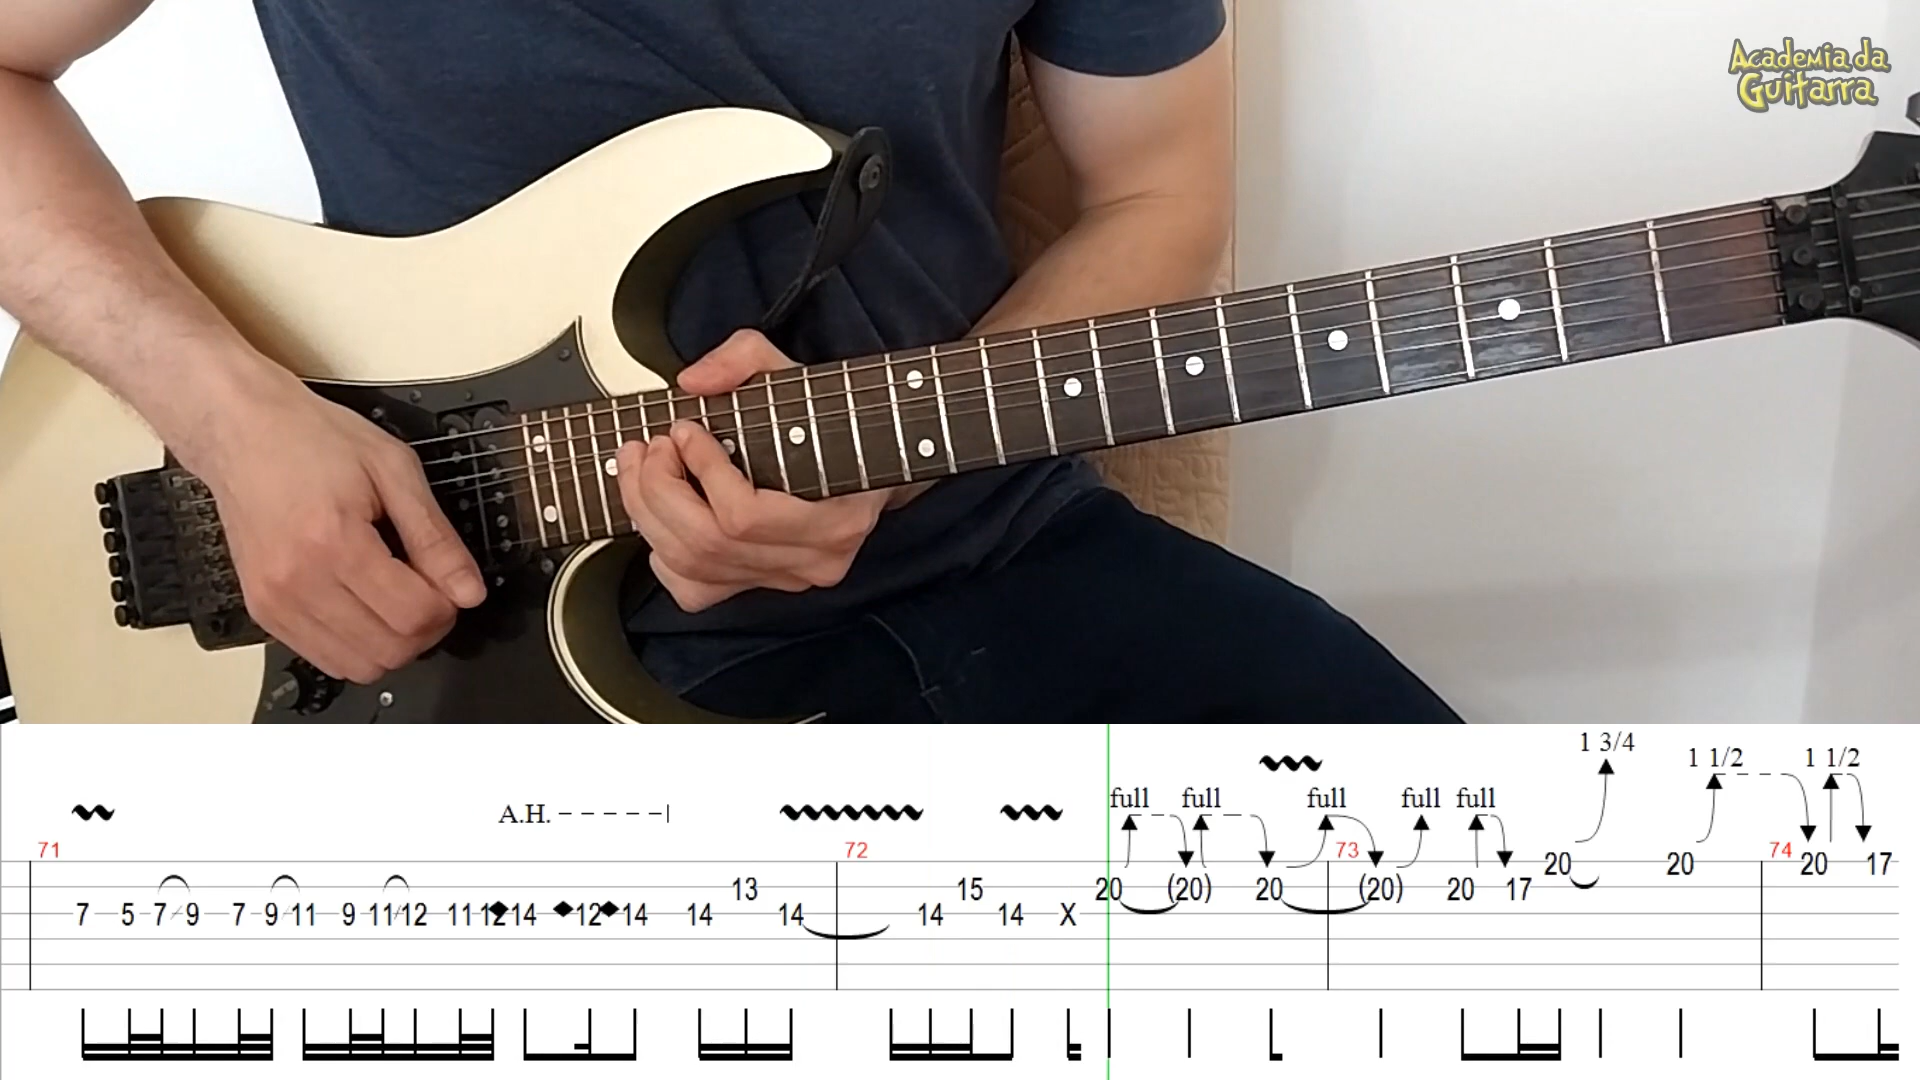 Academia da
Guitarra
1 3/4
1 1/2 1 1/2
full full full full full
A.H.
71 72 73 74
20 20 20 17
13 15 20 (20) 20 (20) 20 17
7 5 7 9 7 9 11 9 11 12 11 12 14 12 14 14 14 14 14 X